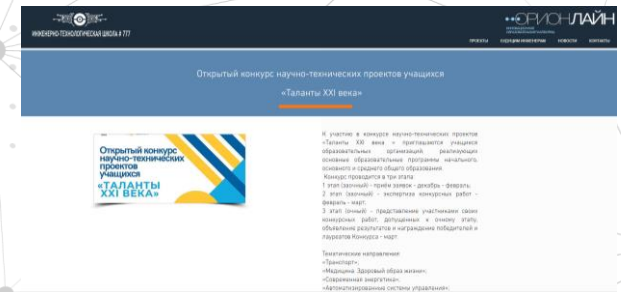 ИНЖЕНЕРНО-ТЕХНОЛОГИЧЕСКАЯ ШКОЛА # 777
ОРИОНЛАЙН
ПРОЕКТЫ БУДУЩИМ ИНЖЕНЕРАМ НОВОСТИ КОНТАКТЫ
Открытый конкурс научно-технических проектов учащихся
«Таланты XXI века»
Открытый конкурс
научно-технических
проектов
учащихся
«ТАЛАНТЫ
XXI ВЕКА»
К участию в конкурсе научно-технических проектов
«Таланты XXI века » приглашаются учащиеся
образовательных организаций, реализующих
основные образовательные программы начального,
основного и среднего общего образования.
Конкурс проводится в три этапа
1 этап (заочный) - приём заявок - декабрь - февраль.
2 этап (заочный) - экспертиза конкурсных работ -
февраль - март.
3 этап (очный) - представление участниками своих
конкурсных работ, допущенных к очному этапу,
объявление результатов и награждение победителей и
лауреатов Конкурса - март
Тематические направления
«Транспорт»;
«Медицина. Здоровый образ жизни»;
«Современная энергетика»;
«Автоматизированные системы управления»;